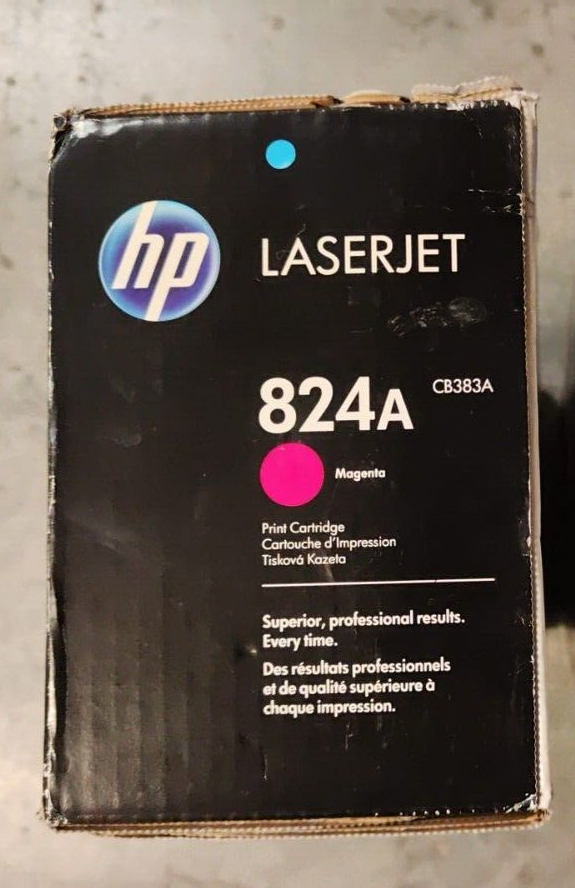 hp
LASERJET
824A CB383A
Magenta
Print Cartridge
Cartouche d'Impression
Tisková Kazeta
Superior, professional results.
Every time.
Des résultats professionnels
et de qualité supérieure à
chaque impression.